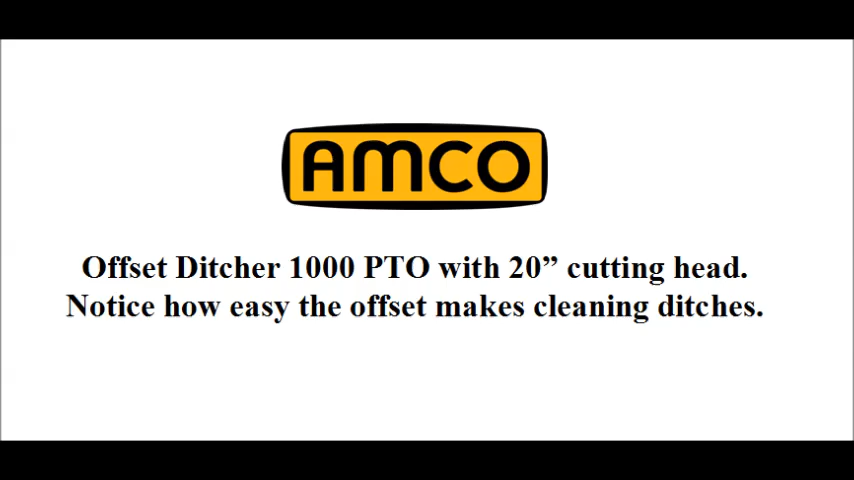 AMCO
Offset Ditcher 1000 PTO with 20” cutting head.
Notice how easy the offset makes cleaning ditches.